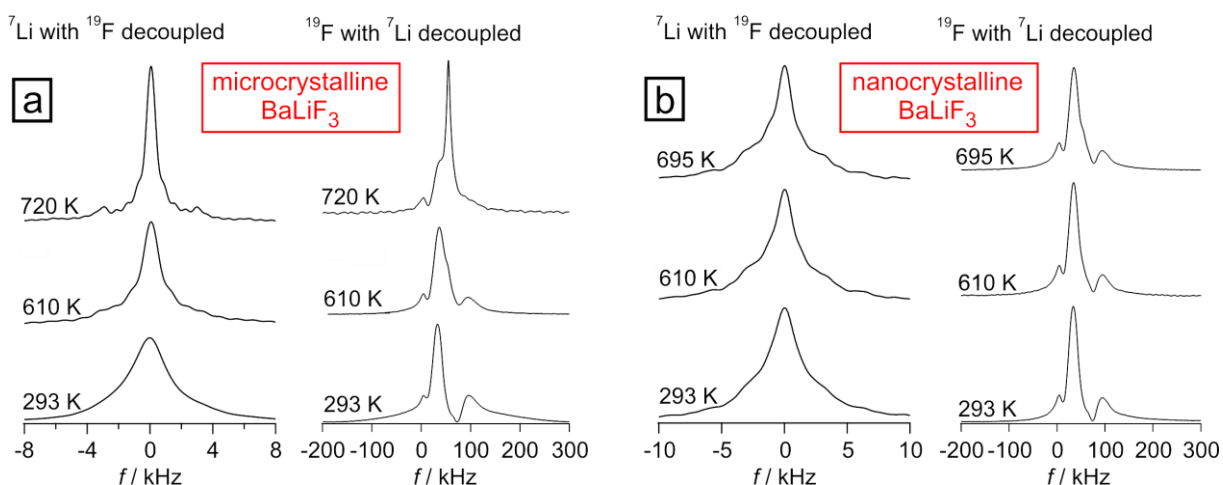 ⁷Li with ¹⁹F decoupled
¹⁹F with ⁷Li decoupled
a
microcrystalline
BaLiF₃
720 K
610 K
293 K
-8 -4 0 4 8
f / kHz
720 K
610 K
293 K
-200 -100 0 100 200 300
f / kHz
⁷Li with ¹⁹F decoupled
¹⁹F with ⁷Li decoupled
b
nanocrystalline
BaLiF₃
695 K
610 K
293 K
-10 -5 0 5 10
f / kHz
695 K
610 K
293 K
-200 -100 0 100 200 300
f / kHz